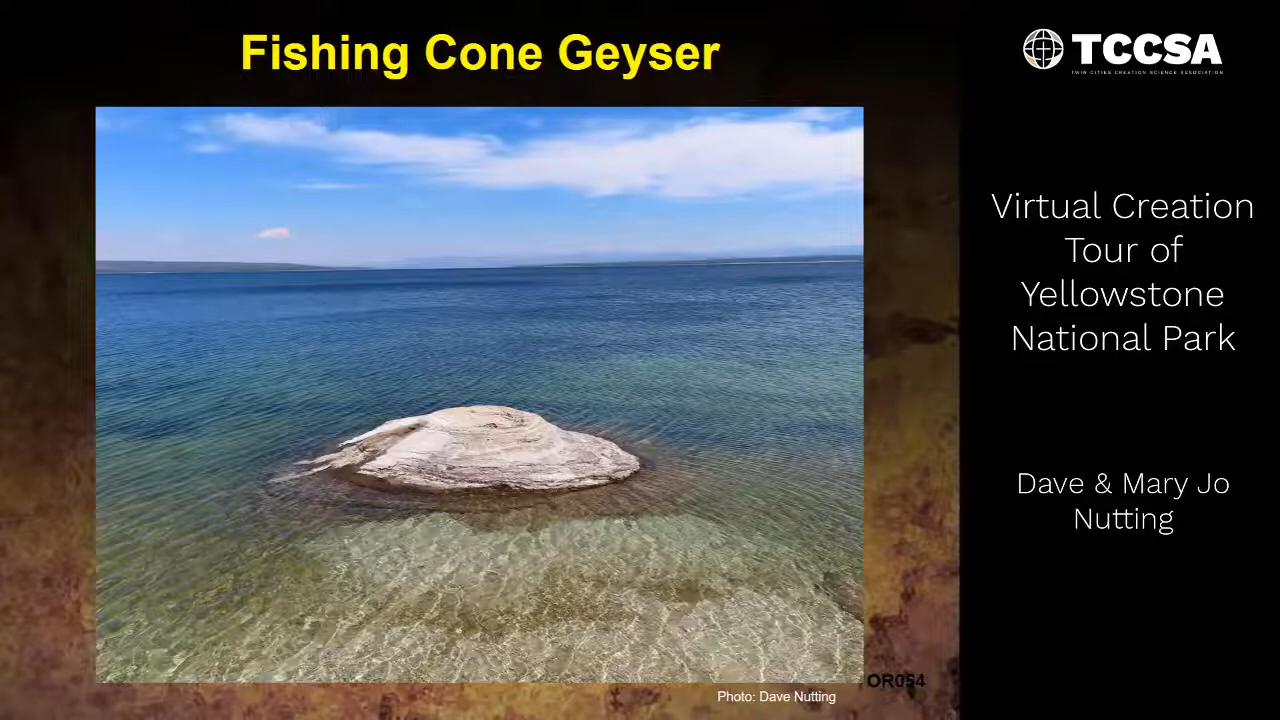 Fishing Cone Geyser
TCCSA
TWIN CITIES CREATION SCIENCE ASSOCIATION
Virtual Creation
Tour of
Yellowstone
National Park
Dave & Mary Jo
Nutting
OR054
Photo: Dave Nutting